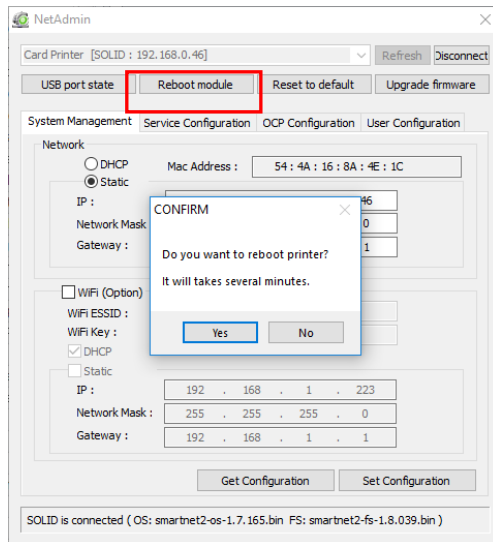 NetAdmin
Card Printer [SOLID : 192.168.0.46] Refresh Disconnect
USB port state Reboot module Reset to default Upgrade firmware
System Management Service Configuration OCP Configuration User Configuration
Network
DHCP Mac Address : 54 : 4A : 16 : 8A : 4E : 1C
Static
IP : 46
Network Mask 0
Gateway : 1
CONFIRM
Do you want to reboot printer?
It will takes several minutes.
Yes No
WiFi (Option)
WiFi ESSID :
WiFi Key :
DHCP
Static
IP : 192 . 168 . 1 . 223
Network Mask : 255 . 255 . 255 . 0
Gateway : 192 . 168 . 1 . 1
Get Configuration Set Configuration
SOLID is connected ( OS: smartnet2-os-1.7.165.bin FS: smartnet2-fs-1.8.039.bin )